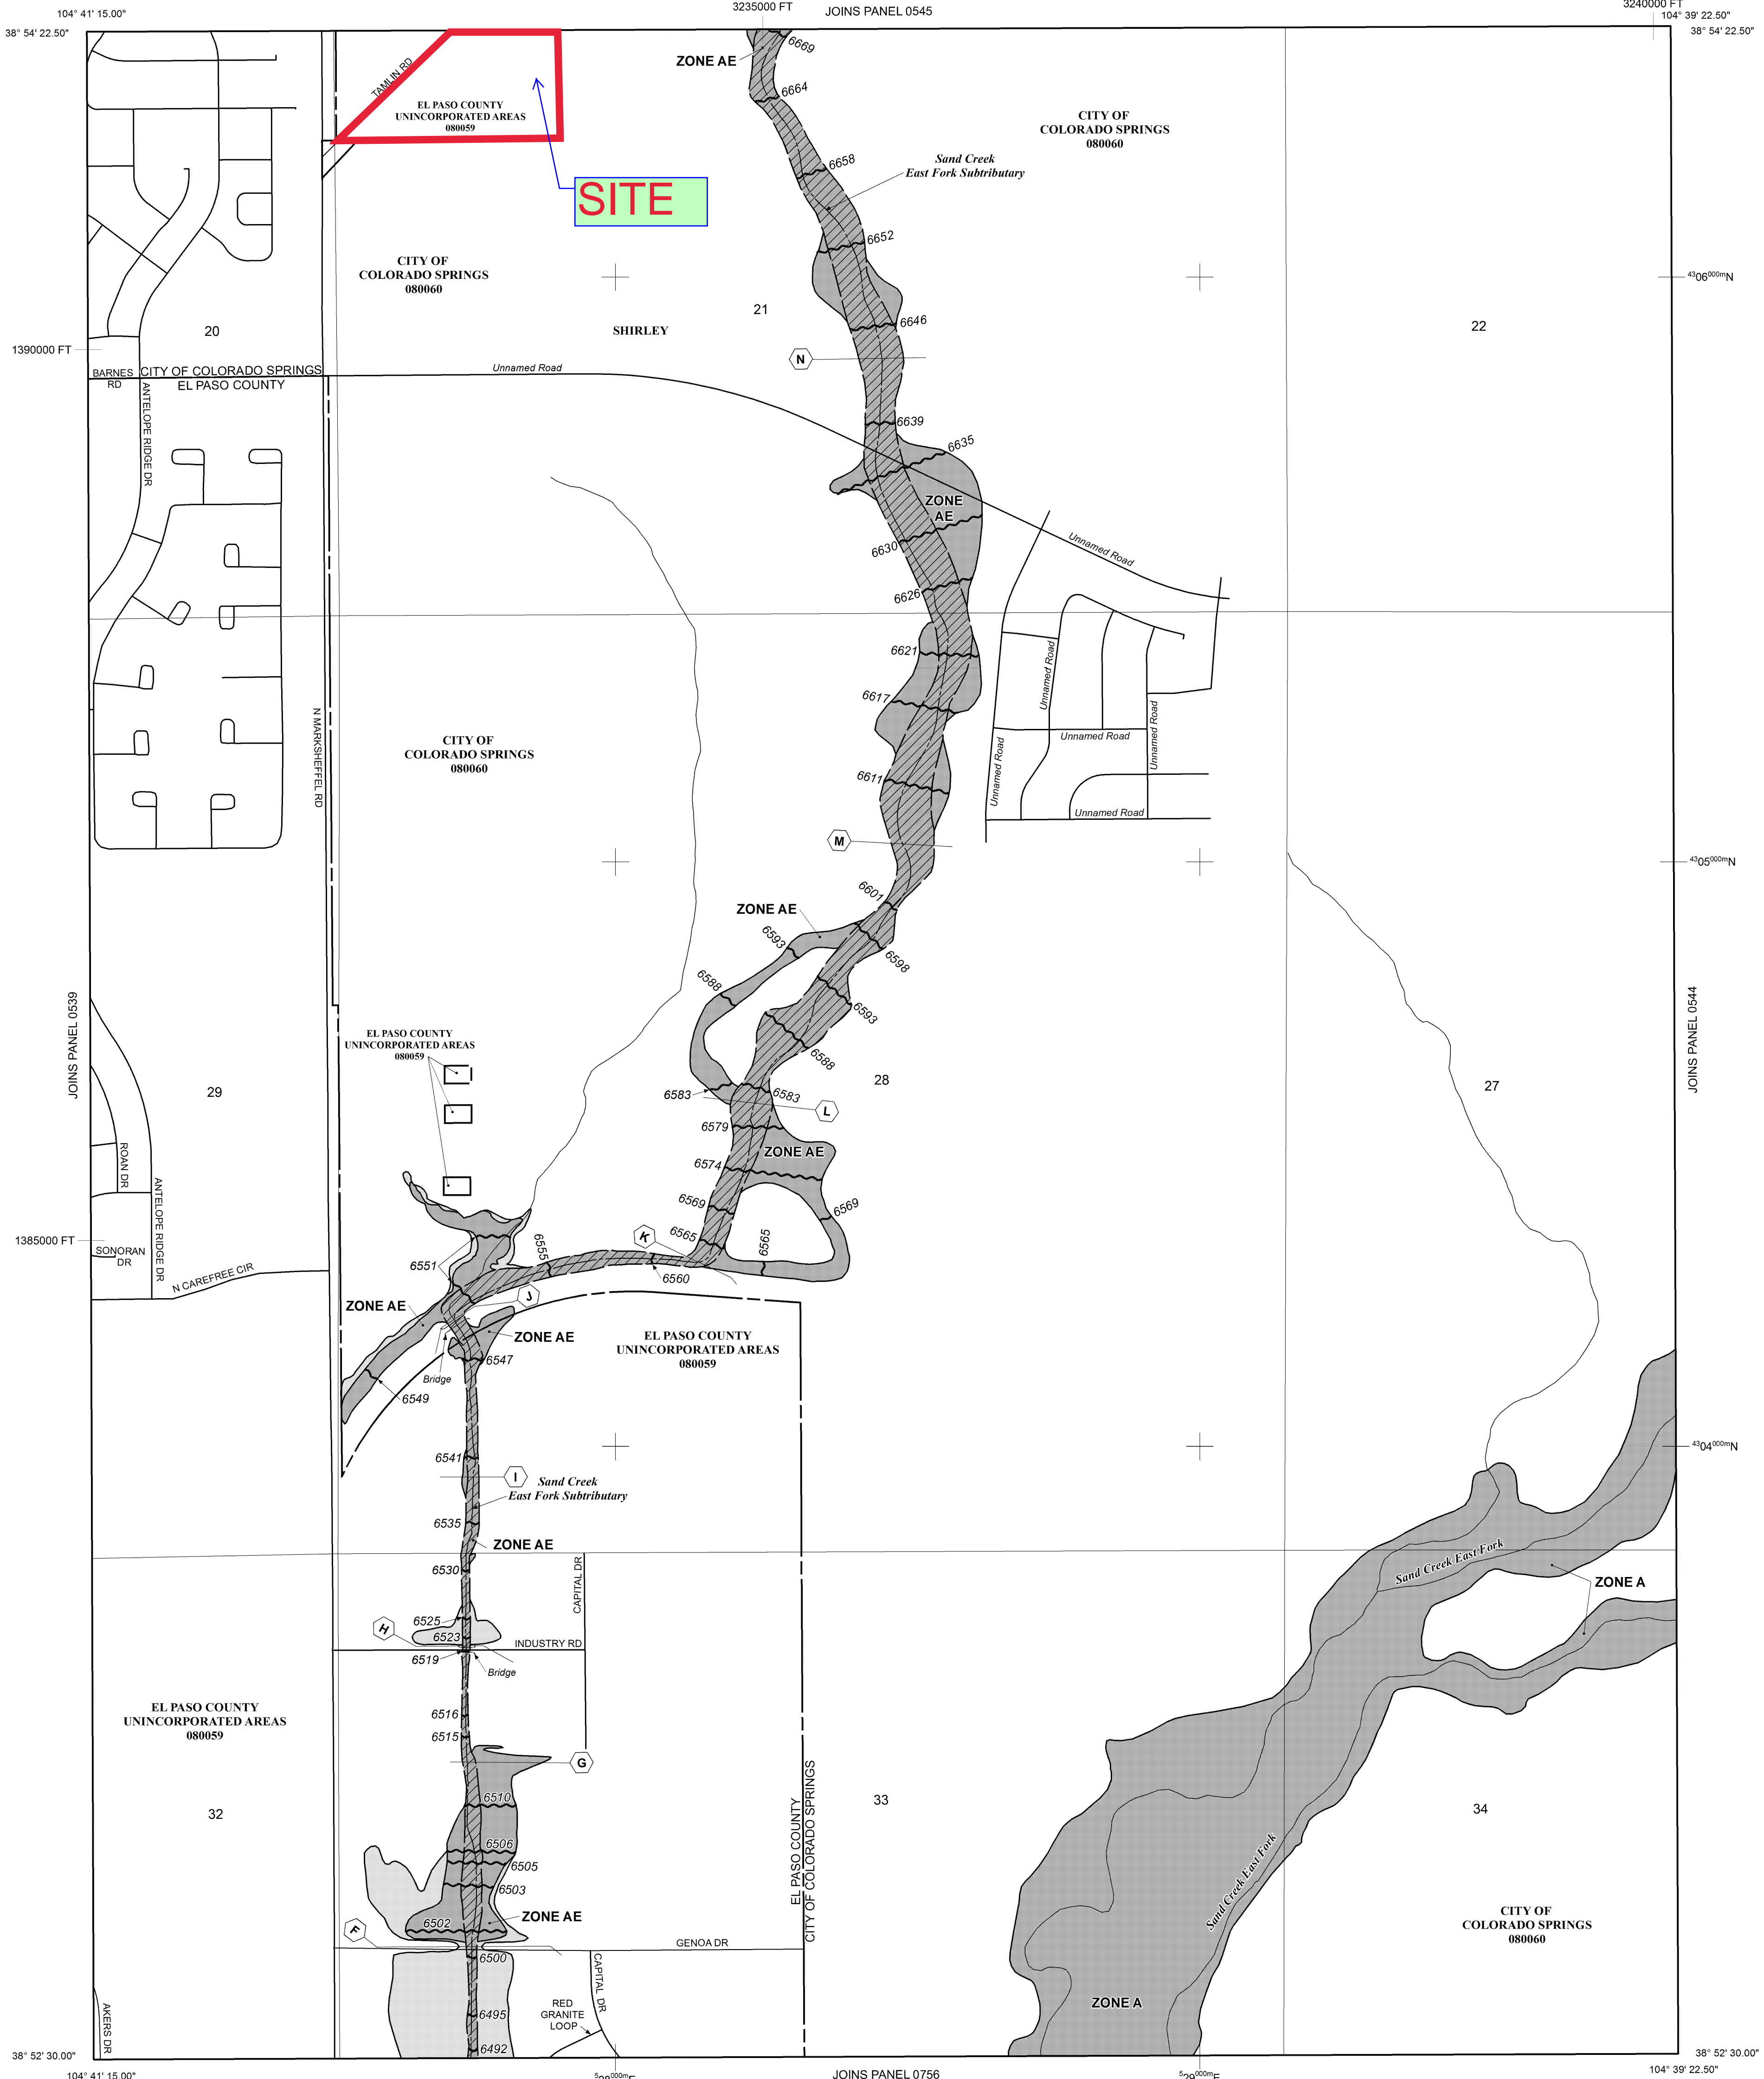 104° 41' 15.00"
3235000 FT
JOINS PANEL 0545
3240000 FT
104° 39' 22.50"
38° 54' 22.50"
38° 54' 22.50"
6669
ZONE AE
TAMLIN RD
6664
EL PASO COUNTY
UNINCORPORATED AREAS
080059
CITY OF
COLORADO SPRINGS
080060
6658
Sand Creek
East Fork Subtributary
SITE
6652
CITY OF
COLORADO SPRINGS
080060
4306000mN
21
6646
20
SHIRLEY
22
1390000 FT
N
Unnamed Road
BARNES
RD
CITY OF COLORADO SPRINGS
EL PASO COUNTY
ANTELOPE RIDGE DR
6639
6635
ZONE
AE
6630
Unnamed Road
6626
6621
Unnamed Road
6617
Unnamed Road
Unnamed Road
Unnamed Road
N MARKSHEFFEL RD
CITY OF
COLORADO SPRINGS
080060
6611
Unnamed Road
M
4305000mN
6601
ZONE AE
6593
6598
6588
6593
JOINS PANEL 0539
JOINS PANEL 0544
EL PASO COUNTY
UNINCORPORATED AREAS
080059
6588
28
29
27
6583
6583
L
6579
ROAN DR
ZONE AE
6574
ANTELOPE RIDGE DR
6569
6569
1385000 FT
K
6565
6565
SONORAN
DR
6555
6551
N CAREFREE CIR
6560
J
ZONE AE
ZONE AE
EL PASO COUNTY
UNINCORPORATED AREAS
080059
6547
Bridge
6549
4304000mN
6541
I
Sand Creek
East Fork Subtributary
6535
ZONE AE
Sand Creek East Fork
6530
CAPITAL DR
ZONE A
6525
H
6523
INDUSTRY RD
6519
Bridge
EL PASO COUNTY
UNINCORPORATED AREAS
080059
6516
6515
G
6510
33
34
32
EL PASO COUNTY
CITY OF COLORADO SPRINGS
6506
6505
Sand Creek East Fork
6503
ZONE AE
6502
F
CITY OF
COLORADO SPRINGS
080060
GENOA DR
6500
CAPITAL DR
ZONE A
RED
GRANITE
LOOP
AKERS DR
6495
6492
38° 52' 30.00"
38° 52' 30.00"
104° 41' 15.00"
528000mE
JOINS PANEL 0756
529000mE
104° 39' 22.50"